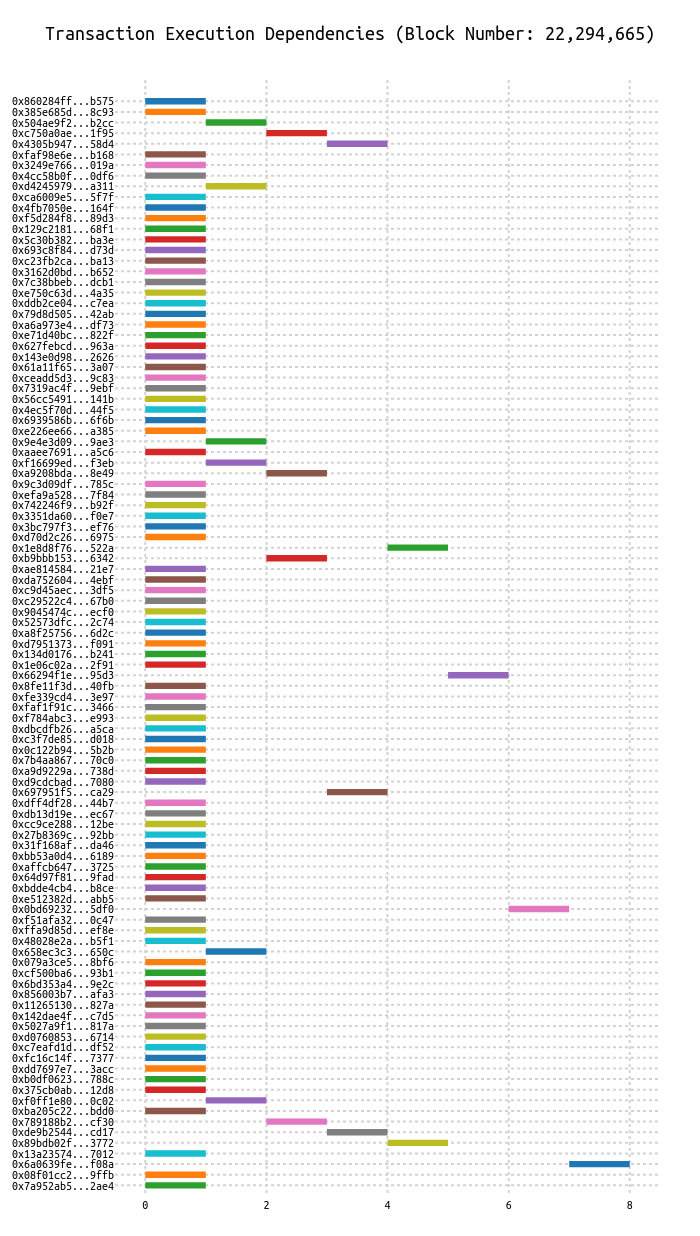 Transaction Execution Dependencies (Block Number: 22,294,665)
0x860284ff...b575
0x385e685d...8c93
0x504ae9f2...b2cc
0xc750a0ae...1f95
0x4305b947...58d4
0xfaf98e6e...b168
0x3249e766...019a
0x4cc58b0f...0df6
0xd4245979...a311
0xca6009e5...5f7f
0x4fb7050e...164f
0xf5d284f8...89d3
0x129c2181...68f1
0x5c30b382...ba3e
0x693c8f84...d73d
0xc23fb2ca...ba13
0x3162d0bd...b652
0x7c38bbeb...dcb1
0xe750c63d...4a35
0xddb2ce04...c7ea
0x79d8d505...42ab
0xa6a973e4...df73
0xe71d40bc...822f
0x627febcd...963a
0x143e0d98...2626
0x61a11f65...3a07
0xceadd5d3...9c83
0x7319ac4f...9ebf
0x56cc5491...141b
0x4ec5f70d...44f5
0x6939586b...6f6b
0xe226ee66...a385
0x9e4e3d09...9ae3
0xaaee7691...a5c6
0xf16699ed...f3eb
0xa9208bda...8e49
0x9c3d09df...785c
0xefa9a528...7f84
0x742246f9...b92f
0x3351da60...f0e7
0x3bc797f3...ef76
0xd70d2c26...6975
0x1e8d8f76...522a
0xb9bbb153...6342
0xae814584...21e7
0xda752604...4ebf
0xc9d45aec...3df5
0xc29522c4...67b0
0x9045474c...ecf0
0x52573dfc...2c74
0xa8f25756...6d2c
0xd7951373...f091
0x134d0176...b241
0x1e06c02a...2f91
0x66294f1e...95d3
0x8fe11f3d...40fb
0xfe339cd4...3e97
0xfaf1f91c...3466
0xf784abc3...e993
0xdbcdfb26...a5ca
0xc3f7de85...d018
0x0c122b94...5b2b
0x7b4aa867...70c0
0xa9d9229a...738d
0xd9cdcbad...7080
0x697951f5...ca29
0xdff4df28...44b7
0xdb13d19e...ec67
0xcc9ce288...12be
0x27b8369c...92bb
0x31f168af...da46
0xbb53a0d4...6189
0xaffcb647...3725
0x64d97f81...9fad
0xbdde4cb4...b8ce
0xe512382d...abb5
0x0bd69232...5df0
0xf51afa32...0c47
0xffa9d85d...ef8e
0x48028e2a...b5f1
0x658ec3c3...650c
0x079a3ce5...8bf6
0xcf500ba6...93b1
0x6bd353a4...9e2c
0x856003b7...afa3
0x11265130...827a
0x142dae4f...c7d5
0x5027a9f1...817a
0xd0760853...6714
0xc7eafd1d...df52
0xfc16c14f...7377
0xdd7697e7...3acc
0xb0df0623...788c
0x375cb0ab...12d8
0xf0ff1e80...0c02
0xba205c22...bdd0
0x789188b2...cf30
0xde9b2544...cd17
0x89bdb02f...3772
0x13a23574...7012
0x6a0639fe...f08a
0x08f01cc2...9ffb
0x7a952ab5...2ae4
0 2 4 6 8